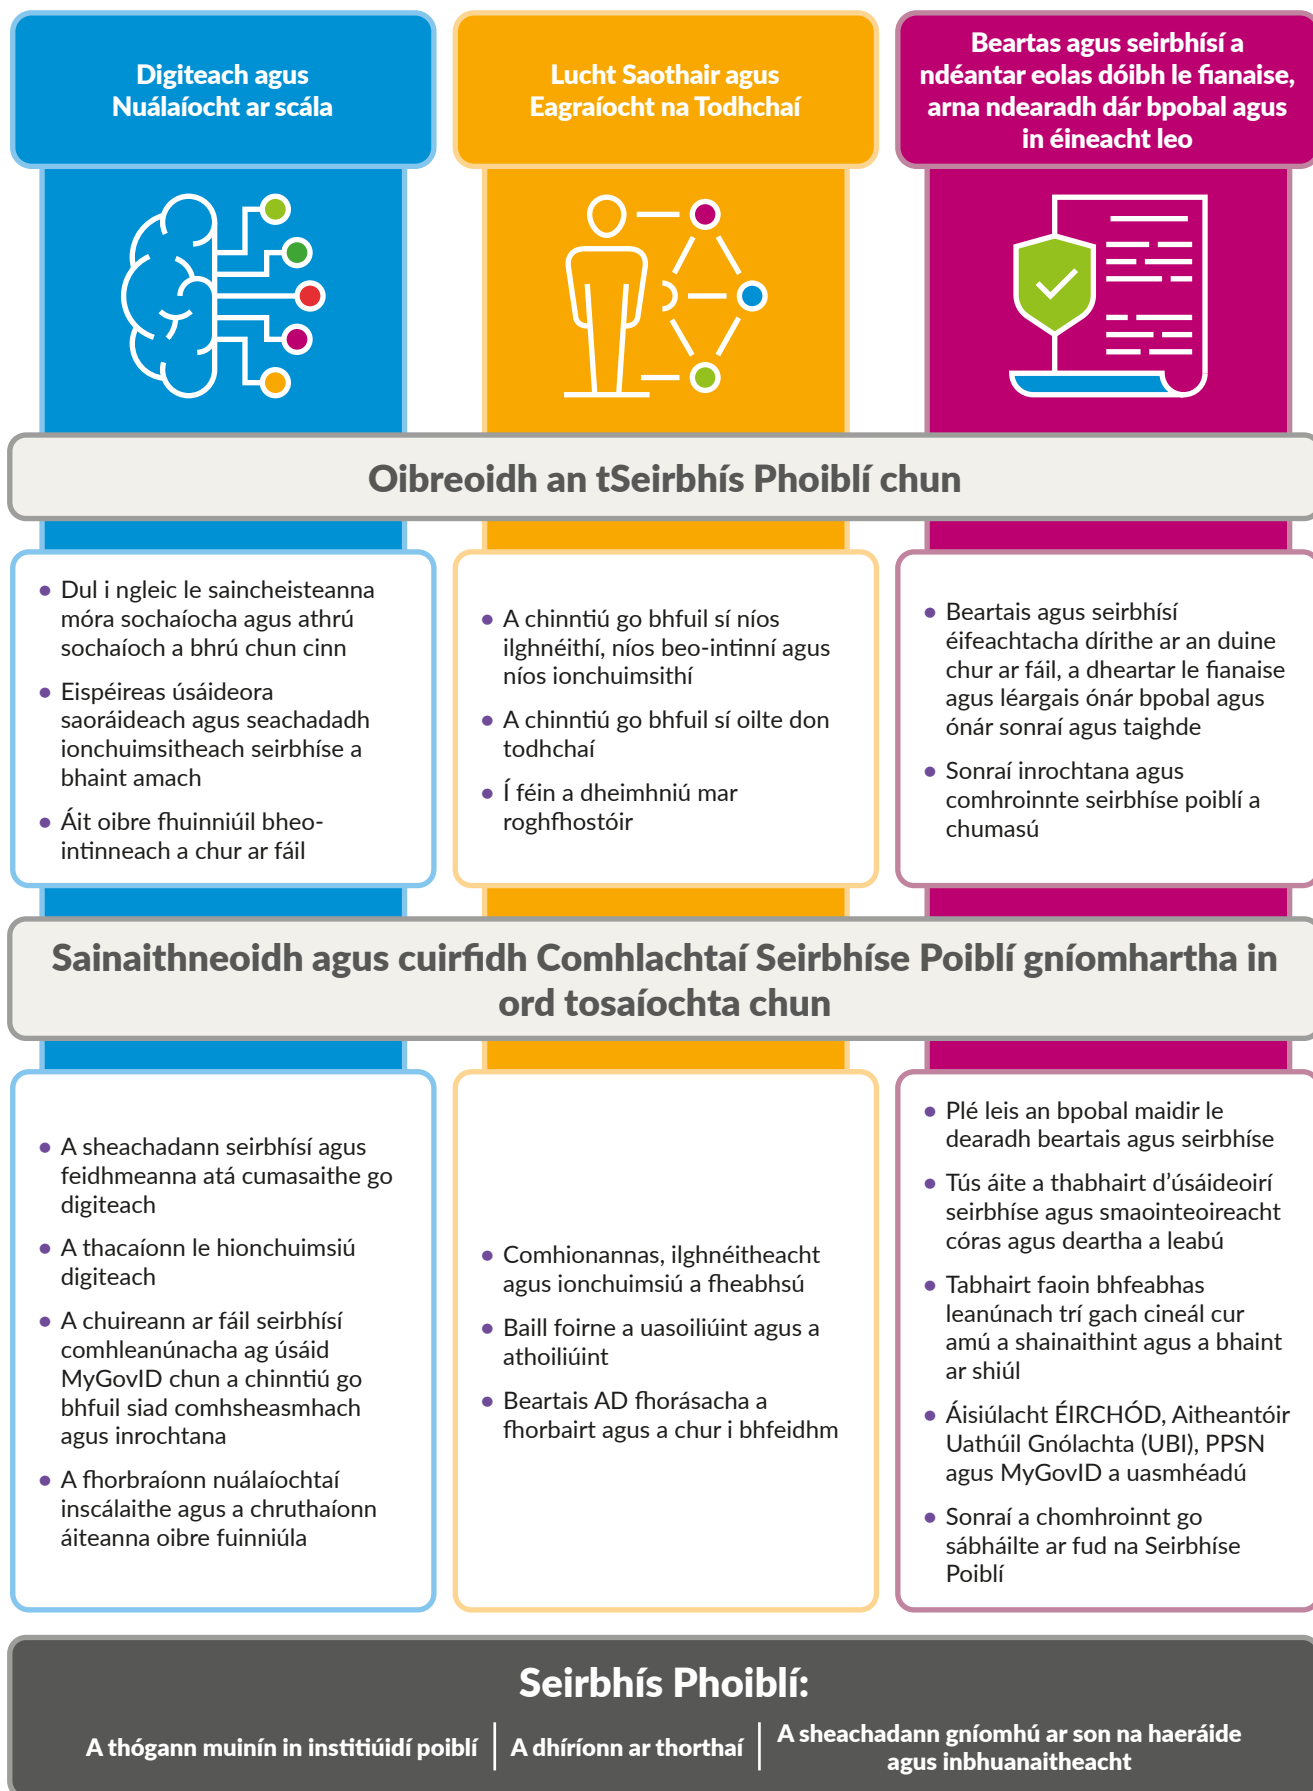 Digiteach agus
Nuálaíocht ar scála
Lucht Saothair agus
Eagraíocht na Todhchaí
Beartas agus seirbhísí a
ndéantar eolas dóibh le fianaise,
arna ndearadh dár bpobal agus
in éineacht leo
Oibreoidh an tSeirbhís Phoiblí chun
• Dul i ngleic le saincheisteanna
móra sochaíocha agus athrú
sochaíoch a bhrú chun cinn
• Eispéireas úsáideora
saoráideach agus seachadadh
ionchuimsitheach seirbhíse a
bhaint amach
• Áit oibre fhuinniúil bheo-
intinneach a chur ar fáil
• A chinntiú go bhfuil sí níos
ilghnéithí, níos beo-intinní agus
níos ionchuimsithí
• A chinntiú go bhfuil sí oilte don
todhchaí
• Í féin a dheimhniú mar
roghfhostóir
• Beartais agus seirbhísí
éifeachtacha dírithe ar an duine
chur ar fáil, a dheartar le fianaise
agus léargais ónár bpobal agus
ónár sonraí agus taighde
• Sonraí inrochtana agus
comhroinnte seirbhíse poiblí a
chumasú
Sainaithneoidh agus cuirfidh Comhlachtaí Seirbhíse Poiblí gníomhartha in
ord tosaíochta chun
• A sheachadann seirbhísí agus
feidhmeanna atá cumasaithe go
digiteach
• A thacaíonn le hionchuimsiú
digiteach
• A chuireann ar fáil seirbhísí
comhleanúnacha ag úsáid
MyGovID chun a chinntiú go
bhfuil siad comhsheasmhach
agus inrochtana
• A fhorbraíonn nuálaíochtaí
inscálaithe agus a chruthaíonn
áiteanna oibre fuinniúla
• Comhionannas, ilghnéitheacht
agus ionchuimsiú a fheabhsú
• Baill foirne a uasoiliúint agus a
athoiliúint
• Beartais AD fhorásacha a
fhorbairt agus a chur i bhfeidhm
• Plé leis an bpobal maidir le
dearadh beartais agus seirbhíse
• Tús áite a thabhairt d’úsáideoirí
seirbhíse agus smaointeoireacht
córas agus deartha a leabú
• Tabhairt faoin bhfeabhas
leanúnach trí gach cineál cur
amú a shainaithint agus a bhaint
ar shiúl
• Áisiúlacht ÉIRCHÓD, Aitheantóir
Uathúil Gnólachta (UBI), PPSN
agus MyGovID a uasmhéadú
• Sonraí a chomhroinnt go
sábháilte ar fud na Seirbhíse
Poiblí
Seirbhís Phoiblí:
A thógann muinín in institiúidí poiblí
A dhíríonn ar thorthaí
A sheachadann gníomhú ar son na haeráide
agus inbhuanaitheacht